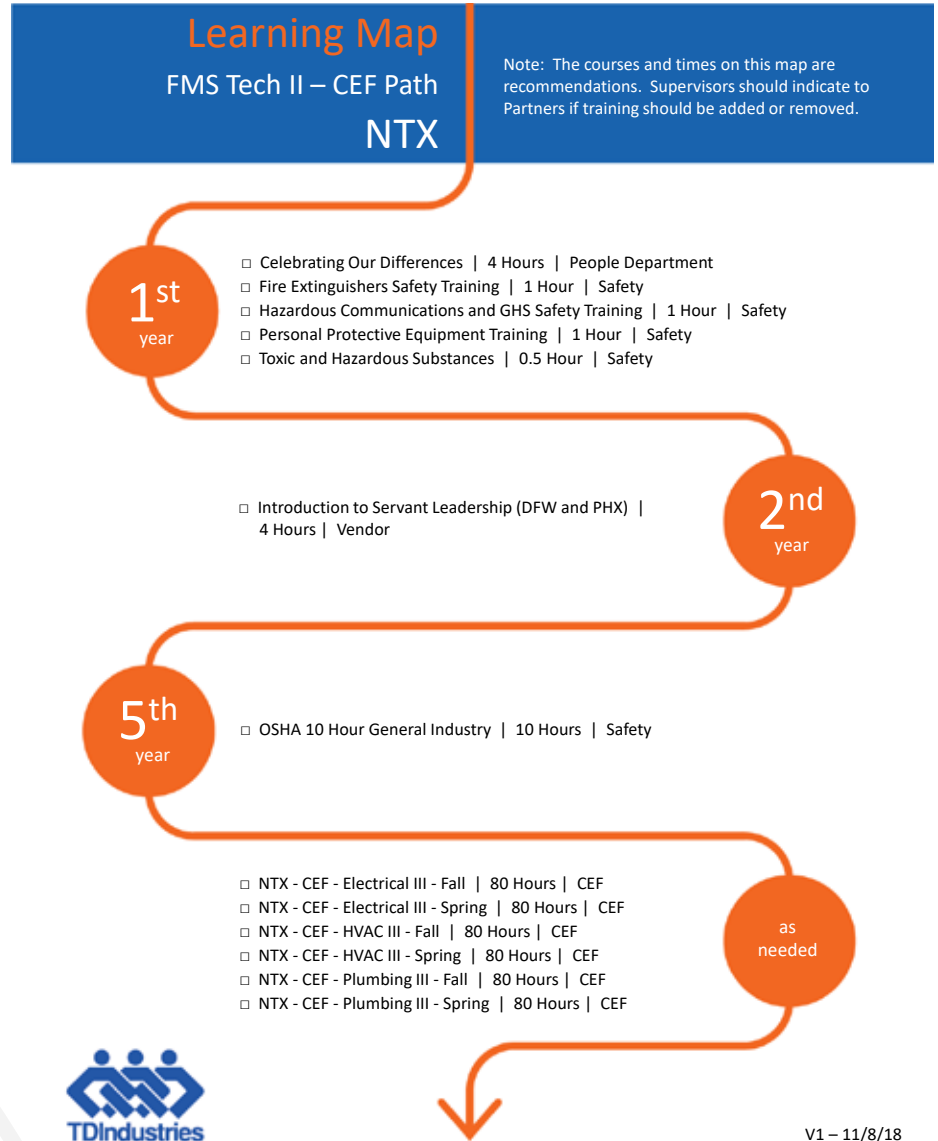 Learning Map
FMS Tech II – CEF Path
NTX
Note: The courses and times on this map are
recommendations. Supervisors should indicate to
Partners if training should be added or removed.
1st
year
□ Celebrating Our Differences | 4 Hours | People Department
□ Fire Extinguishers Safety Training | 1 Hour | Safety
□ Hazardous Communications and GHS Safety Training | 1 Hour | Safety
□ Personal Protective Equipment Training | 1 Hour | Safety
□ Toxic and Hazardous Substances | 0.5 Hour | Safety
□ Introduction to Servant Leadership (DFW and PHX) |
4 Hours | Vendor
2nd
year
5th
year
□ OSHA 10 Hour General Industry | 10 Hours | Safety
□ NTX - CEF - Electrical III - Fall | 80 Hours | CEF
□ NTX - CEF - Electrical III - Spring | 80 Hours | CEF
□ NTX - CEF - HVAC III - Fall | 80 Hours | CEF
□ NTX - CEF - HVAC III - Spring | 80 Hours | CEF
□ NTX - CEF - Plumbing III - Fall | 80 Hours | CEF
□ NTX - CEF - Plumbing III - Spring | 80 Hours | CEF
as
needed
TDIndustries
V1 – 11/8/18